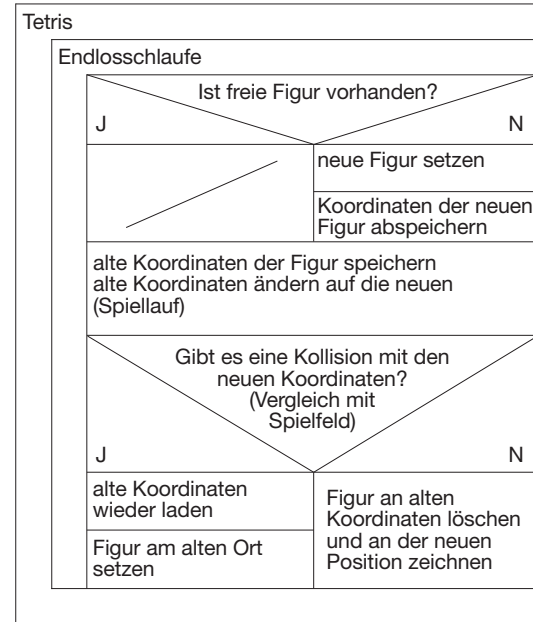 Tetris
Endlosschlaufe
Ist freie Figur vorhanden?
J
N
neue Figur setzen
Koordinaten der neuen
Figur abspeichern
alte Koordinaten der Figur speichern
alte Koordinaten ändern auf die neuen
(Spiellauf)
Gibt es eine Kollision mit den
neuen Koordinaten?
(Vergleich mit
Spielfeld)
J
N
alte Koordinaten
wieder laden
Figur am alten Ort
setzen
Figur an alten
Koordinaten löschen
und an der neuen
Position zeichnen